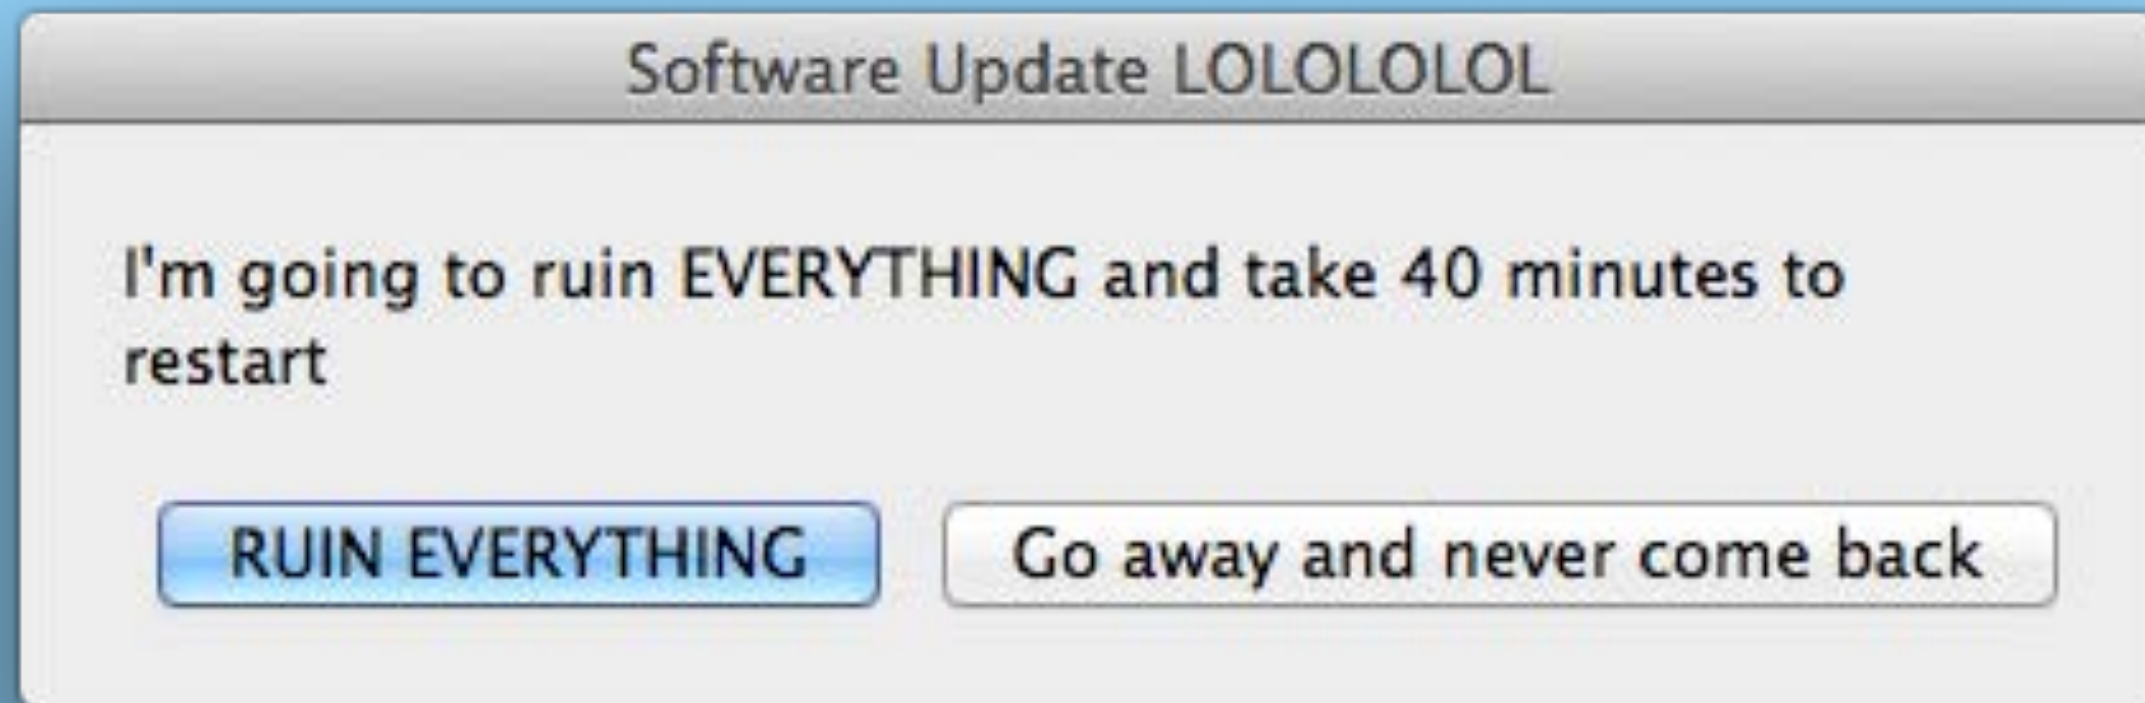 Software Update LOLOLOLOL
I'm going to ruin EVERYTHING and take 40 minutes to
restart
RUIN EVERYTHING
Go away and never come back